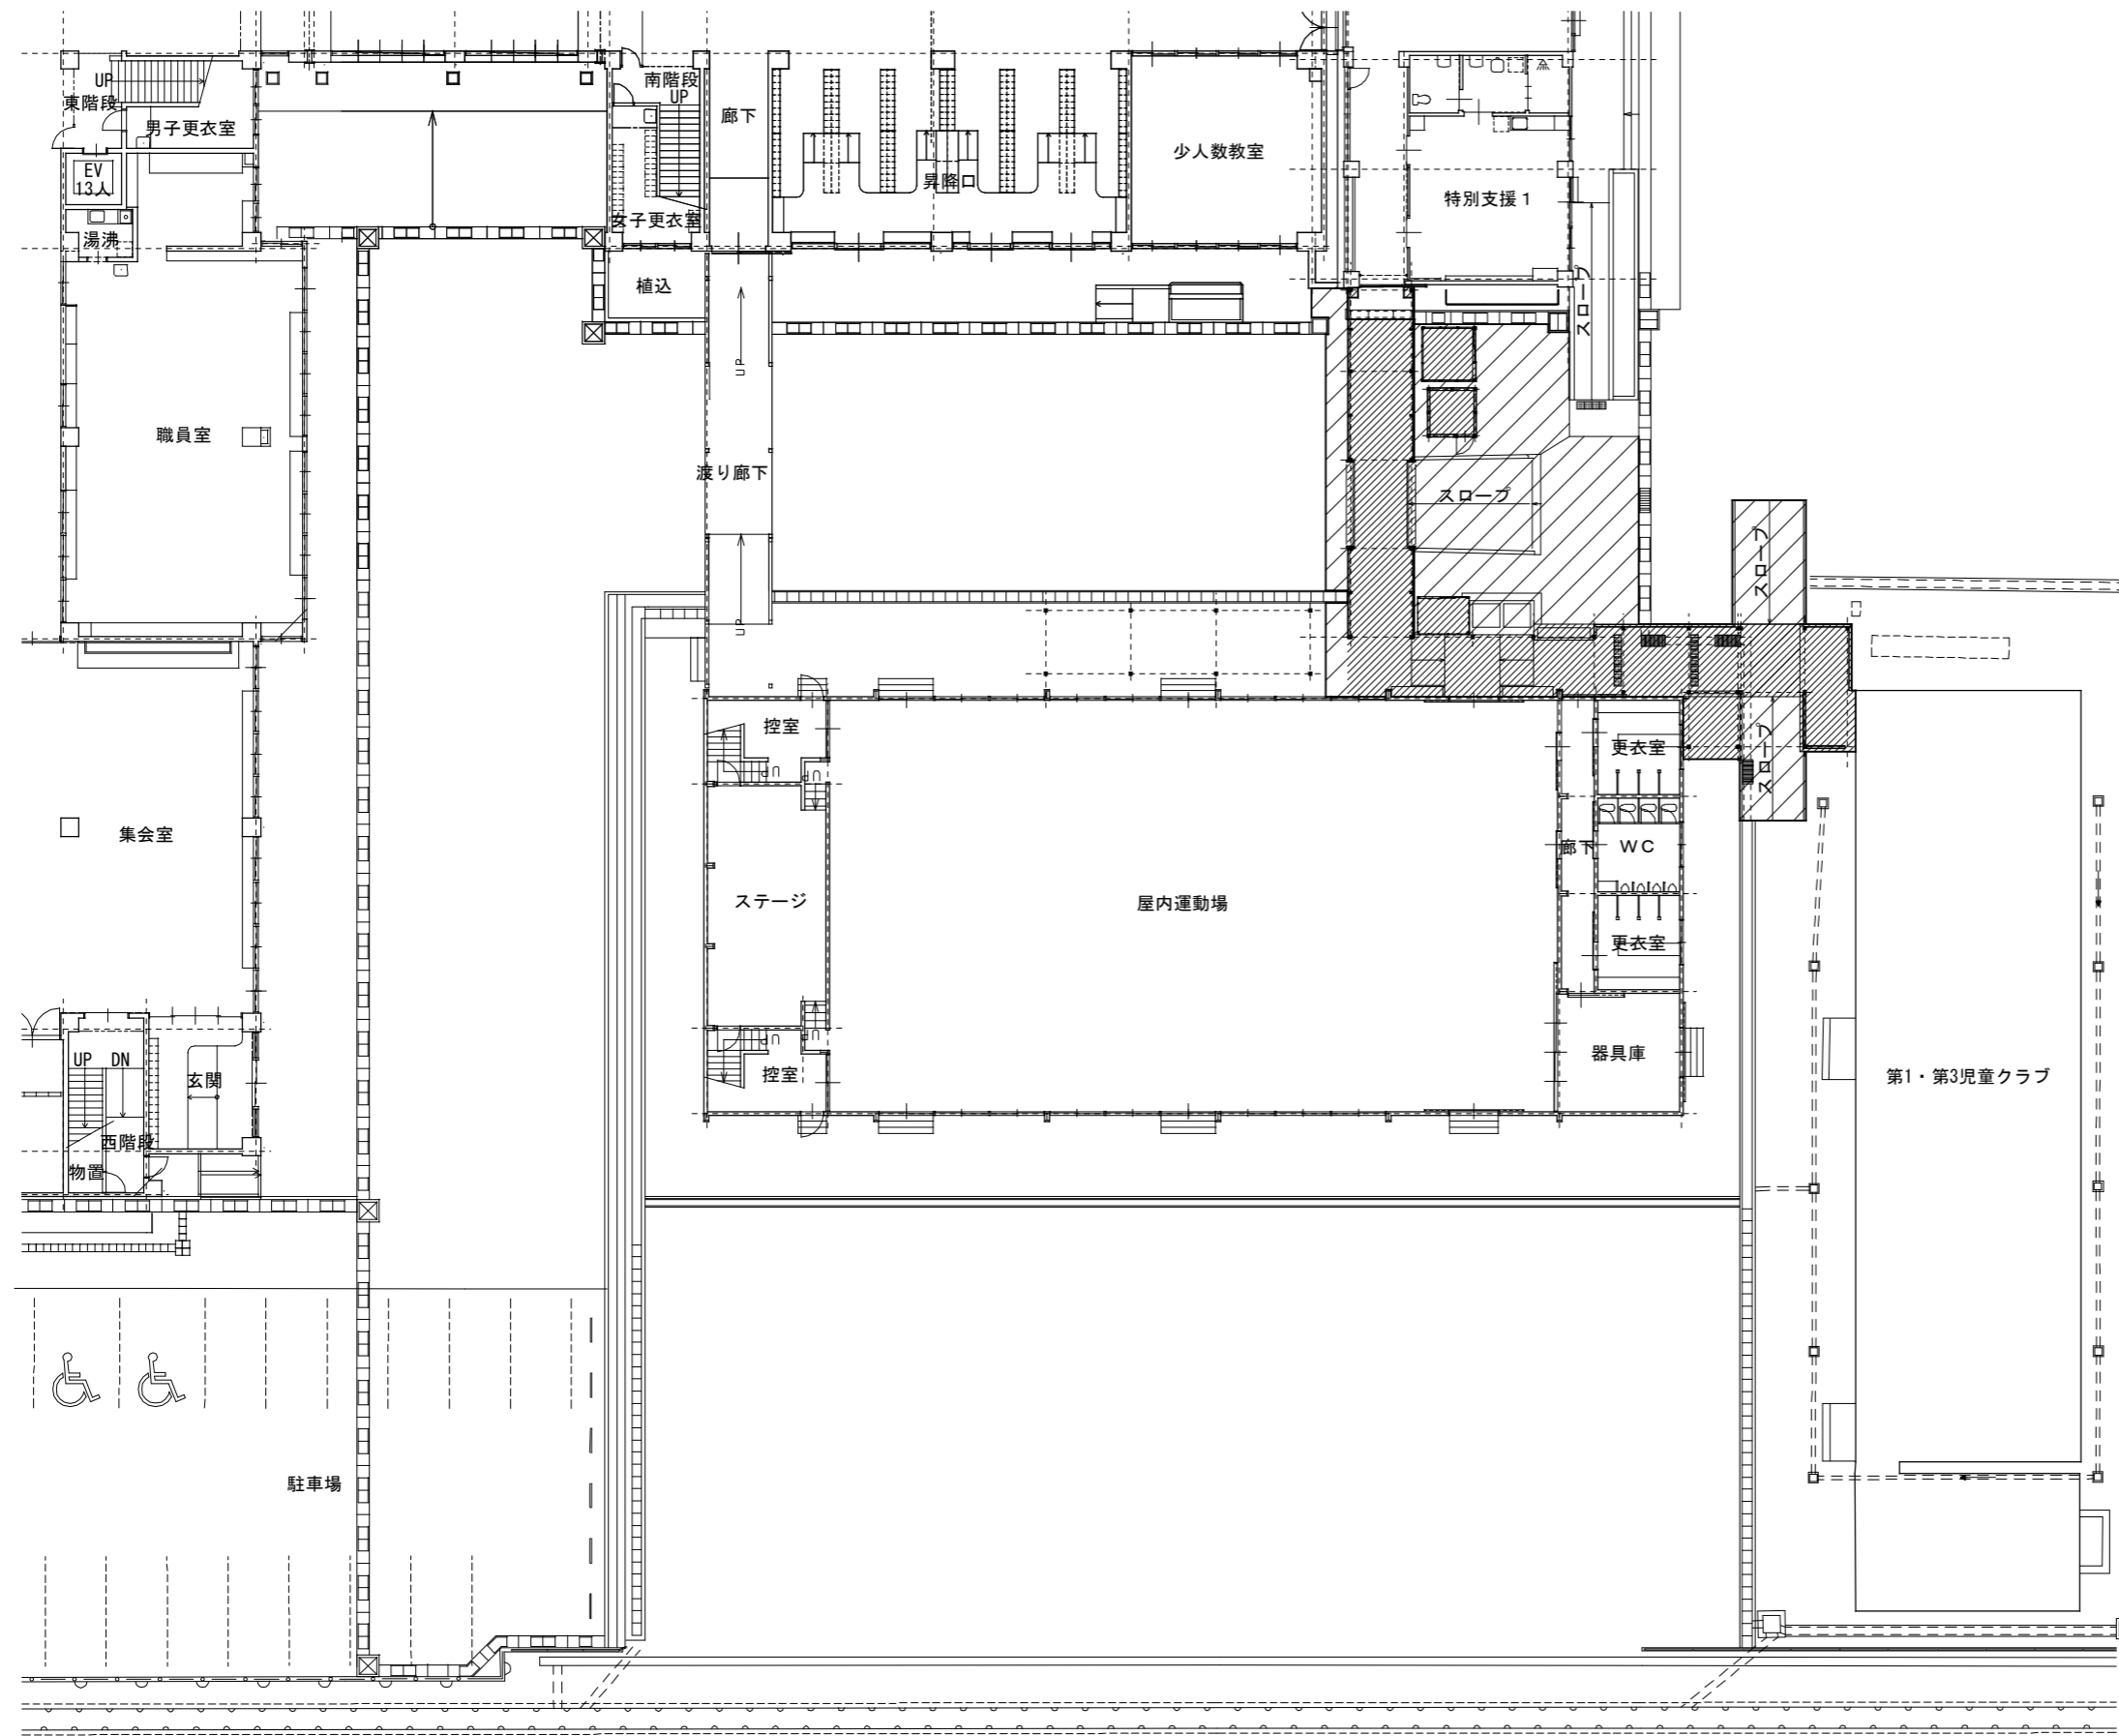 UP
東階段
男子更衣室
EV
13人
湯沸
南階段
UP
女子更衣室
廊下
昇降口
少人数教室
特別支援1
スロープ
植込
UP
職員室
渡り廊下
スロープ
スロープ
UP
控室
UP
UP
更衣室
スロープ
集会室
ステージ
屋内運動場
廊下
WC
更衣室
UP
UP
控室
器具庫
第1・第3児童クラブ
UP DN
玄関
西階段
物置
駐車場